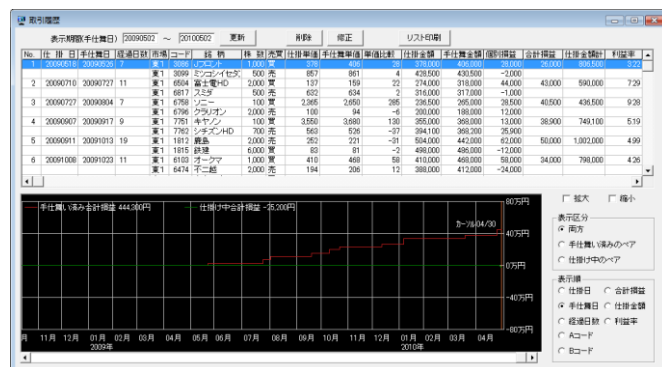 取引履歴
表示期間(手仕舞日) 20090502 ～ 20100502 更新 削除 修正 リスト印刷
No. 仕 掛 日 手仕舞日 経過日数 市場 コード 銘 柄 株 数 売買 仕掛単価 手仕舞単価 単価比較 仕掛金額 手仕舞金額 個別損益 合計損益 仕掛金額計 利益率
1 20090518 20090526 7 東1 3086 Jフロント 1,000 買 378 406 28 378,000 406,000 28,000 26,000 806,500 3.22
東1 3099 ミツコシイセタ 500 売 857 861 4 428,500 430,500 -2,000
2 20090710 20090727 11 東1 6504 富士電HD 2,000 買 137 159 22 274,000 318,000 44,000 43,000 590,000 7.29
東1 6817 スミダ 500 売 632 634 2 316,000 317,000 -1,000
3 20090727 20090804 7 東1 6758 ソニー 100 買 2,365 2,650 285 236,500 265,000 28,500 40,500 436,500 9.28
東1 6796 クラリオン 2,000 売 100 94 -6 200,000 188,000 12,000
4 20090907 20090917 9 東1 7751 キヤノン 100 買 3,550 3,680 130 355,000 368,000 13,000 38,900 749,100 5.19
東1 7762 シチズンHD 700 売 563 526 -37 394,100 368,200 25,900
5 20090911 20091013 19 東1 1812 鹿島 2,000 売 252 221 -31 504,000 442,000 62,000 50,000 1,002,000 4.99
東1 1815 鉄建 6,000 買 83 81 -2 498,000 486,000 -12,000
6 20091008 20091023 11 東1 6103 オークマ 1,000 買 410 468 58 410,000 468,000 58,000 34,000 798,000 4.26
東1 6474 不二越 2,000 売 194 206 12 388,000 412,000 -24,000
手仕舞い済み合計損益 444,300円 仕掛け中合計損益 -25,200円
カーソル04/30
80万円
40万円
0万円
-40万円
-80万円
月 11月 12月 01月 02月 03月 04月 05月 06月 07月 08月 09月 10月 11月 12月 01月 02月 03月 04月
2009年 2010年
拡大 縮小
表示区分
両方
手仕舞い済みのペア
仕掛け中のペア
表示順
仕掛日 合計損益
手仕舞日 仕掛金額
経過日数 利益率
Aコード
Bコード